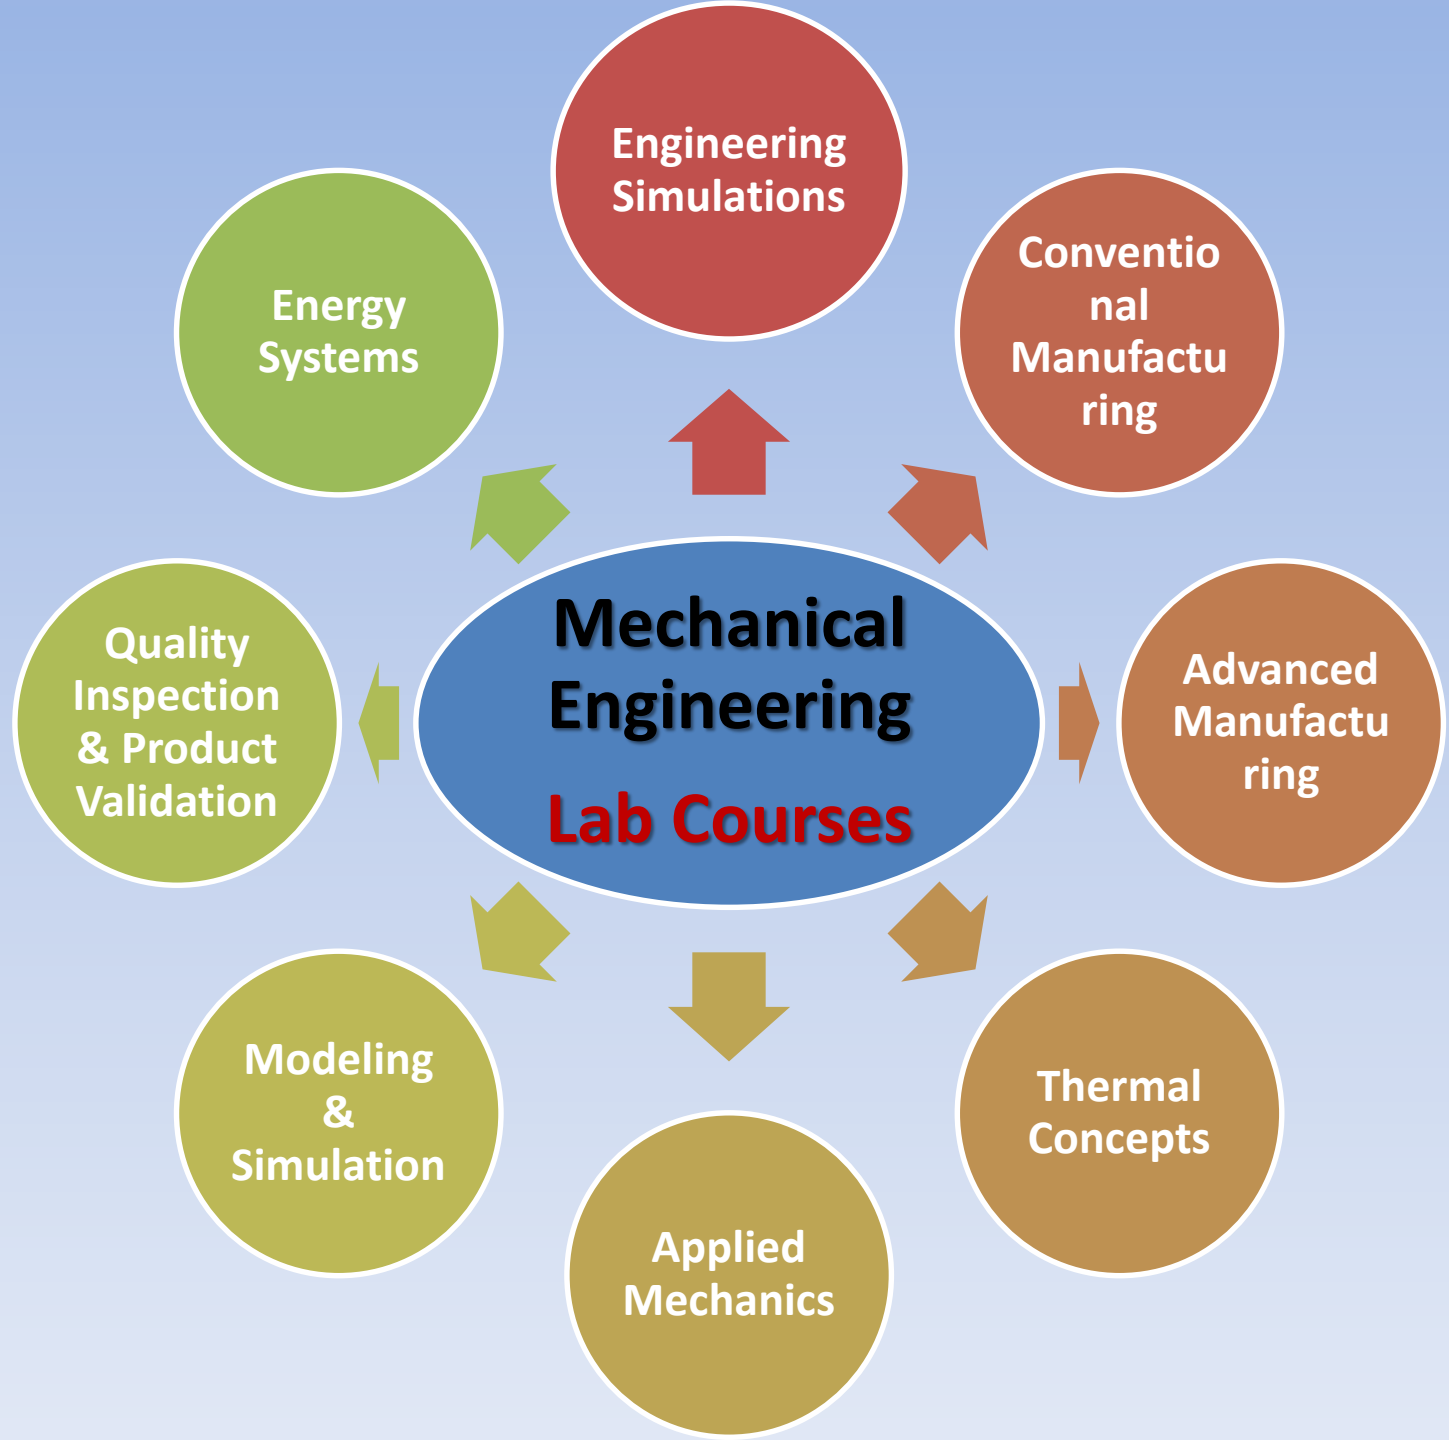 Engineering
Simulations
Conventio
nal
Manufactu
ring
Energy
Systems
Mechanical
Engineering
Lab Courses
Quality
Inspection
& Product
Validation
Advanced
Manufactu
ring
Modeling
&
Simulation
Thermal
Concepts
Applied
Mechanics